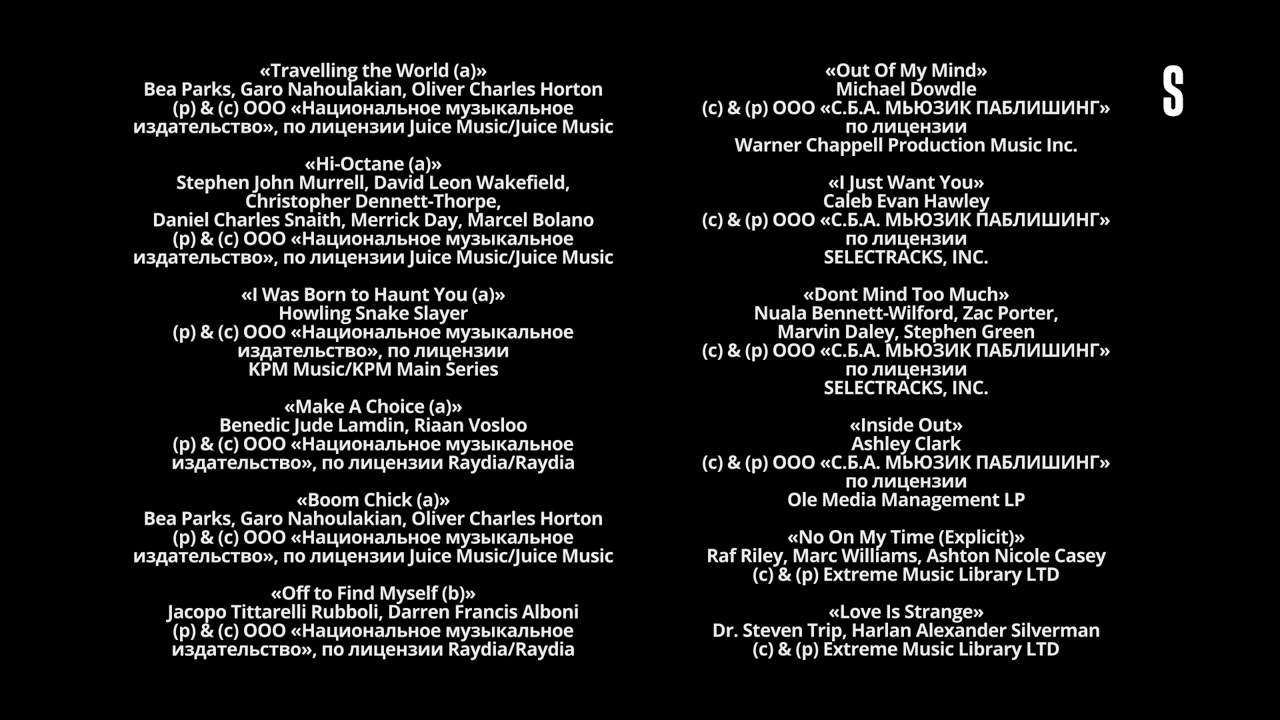 «Travelling the World (a)»
Bea Parks, Garo Nahoulakian, Oliver Charles Horton
(p) & (c) ООО «Национальное музыкальное
издательство», по лицензии Juice Music/Juice Music
«Hi-Octane (a)»
Stephen John Murrell, David Leon Wakefield,
Christopher Dennett-Thorpe,
Daniel Charles Snaith, Merrick Day, Marcel Bolano
(p) & (c) ООО «Национальное музыкальное
издательство», по лицензии Juice Music/Juice Music
«I Was Born to Haunt You (a)»
Howling Snake Slayer
(p) & (c) ООО «Национальное музыкальное
издательство», по лицензии
KPM Music/KPM Main Series
«Make A Choice (a)»
Benedic Jude Lamdin, Riaan Vosloo
(p) & (c) ООО «Национальное музыкальное
издательство», по лицензии Raydia/Raydia
«Boom Chick (a)»
Bea Parks, Garo Nahoulakian, Oliver Charles Horton
(p) & (c) ООО «Национальное музыкальное
издательство», по лицензии Juice Music/Juice Music
«Off to Find Myself (b)»
Jacopo Tittarelli Rubboli, Darren Francis Alboni
(p) & (c) ООО «Национальное музыкальное
издательство», по лицензии Raydia/Raydia
«Out Of My Mind»
Michael Dowdle
(c) & (p) ООО «С.Б.А. МЬЮЗИК ПАБЛИШИНГ»
по лицензии
Warner Chappell Production Music Inc.
«I Just Want You»
Caleb Evan Hawley
(c) & (p) ООО «С.Б.А. МЬЮЗИК ПАБЛИШИНГ»
по лицензии
SELECTRACKS, INC.
«Dont Mind Too Much»
Nuala Bennett-Wilford, Zac Porter,
Marvin Daley, Stephen Green
(c) & (p) ООО «С.Б.А. МЬЮЗИК ПАБЛИШИНГ»
по лицензии
SELECTRACKS, INC.
«Inside Out»
Ashley Clark
(c) & (p) ООО «С.Б.А. МЬЮЗИК ПАБЛИШИНГ»
по лицензии
Ole Media Management LP
«No On My Time (Explicit)»
Raf Riley, Marc Williams, Ashton Nicole Casey
(c) & (p) Extreme Music Library LTD
«Love Is Strange»
Dr. Steven Trip, Harlan Alexander Silverman
(c) & (p) Extreme Music Library LTD
S